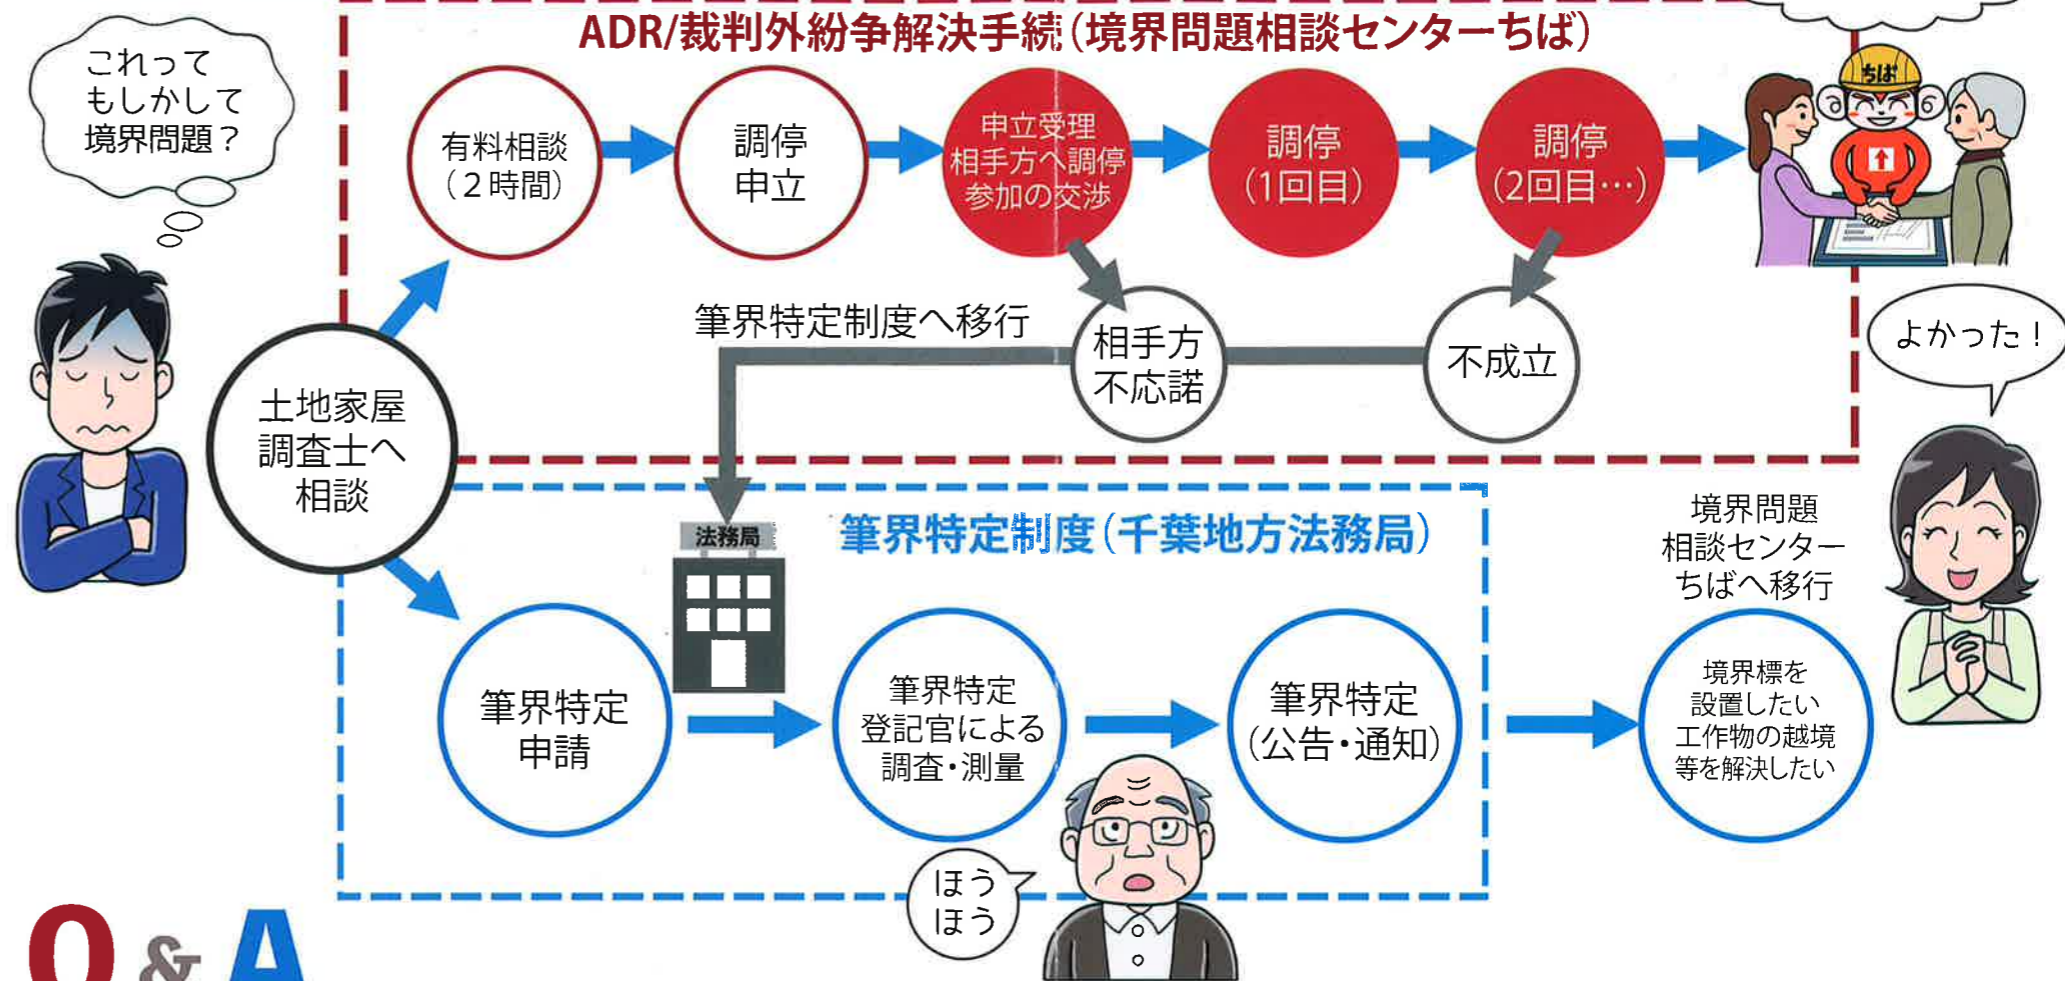 ADR/裁判外紛争解決手続(境界問題相談センターちば)
これって
もしかして
境界問題?
有料相談
(2時間)
調停
申立
申立受理
相手方へ調停
参加の交渉
調停
(1回目)
調停
(2回目…)
ちば
筆界特定制度へ移行
相手方
不応諾
不成立
よかった!
土地家屋
調査士へ
相談
法務局
筆界特定制度(千葉地方法務局)
筆界特定
申請
筆界特定
登記官による
調査・測量
筆界特定
(公告・通知)
境界問題
相談センター
ちばへ移行
境界標を
設置したい
工作物の越境
等を解決したい
ほう
ほう
Q & A